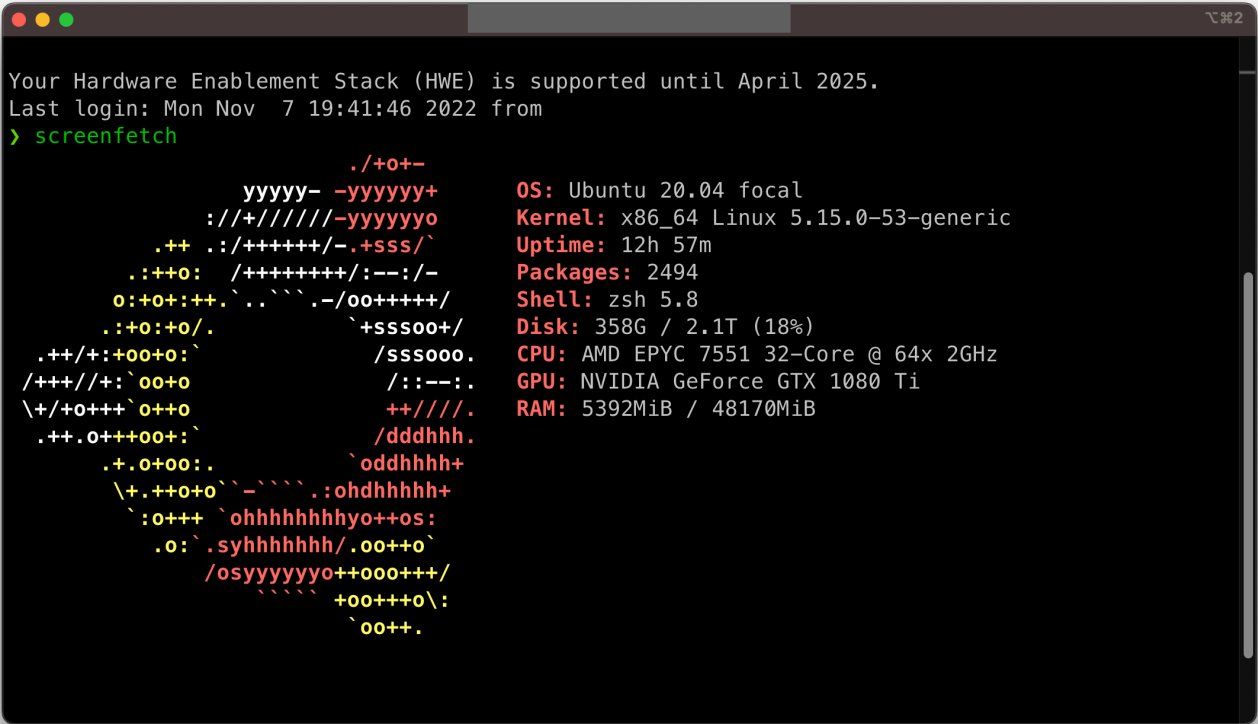 ⌥⌘2
Your Hardware Enablement Stack (HWE) is supported until April 2025.
Last login: Mon Nov  7 19:41:46 2022 from
❯ screenfetch
                          ./+o+-
                  yyyyy- -yyyyyy+      OS: Ubuntu 20.04 focal
               ://+//////-yyyyyyo      Kernel: x86_64 Linux 5.15.0-53-generic
           .++ .:/++++++/-.+sss/`      Uptime: 12h 57m
         .:++o:  /++++++++/:--:/-      Packages: 2494
        o:+o+:++.`..```.-/oo+++++/     Shell: zsh 5.8
       .:+o:+o/.          `+sssoo+/    Disk: 358G / 2.1T (18%)
  .++/+:+oo+o:`             /sssooo.   CPU: AMD EPYC 7551 32-Core @ 64x 2GHz
 /+++//+:`oo+o               /::--:.   GPU: NVIDIA GeForce GTX 1080 Ti
 \+/+o+++`o++o               ++////.   RAM: 5392MiB / 48170MiB
  .++.o+++oo+:`             /dddhhh.
       .+.o+oo:.          `oddhhhh+
        \+.++o+o``-````.:ohdhhhhh+
         `:o+++ `ohhhhhhhhyo++os:
           .o:`.syhhhhhhh/.oo++o`
               /osyyyyyyo++ooo+++/
                   ````` +oo+++o\:
                          `oo++.